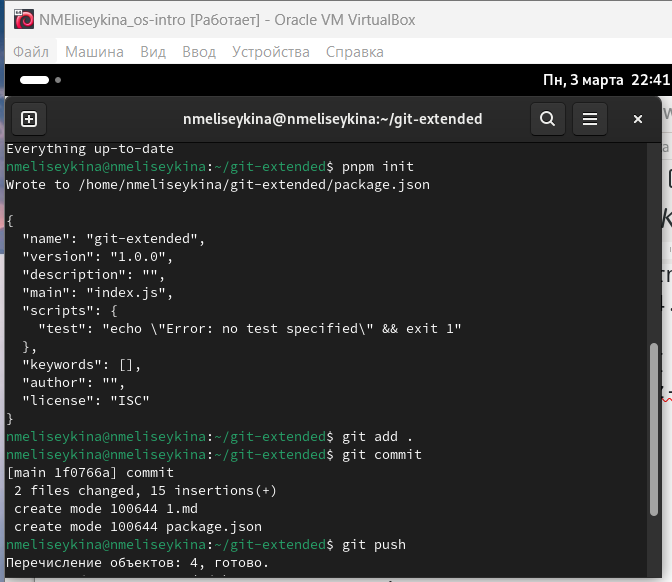 NMEliseykina_os-intro [Работает] - Oracle VM VirtualBox
Файл Машина Вид Ввод Устройства Справка
Пн, 3 марта 22:41
nmeliseykina@nmeliseykina:~/git-extended
Everything up-to-date
nmeliseykina@nmeliseykina:~/git-extended$ pnpm init
Wrote to /home/nmeliseykina/git-extended/package.json
{
  "name": "git-extended",
  "version": "1.0.0",
  "description": "",
  "main": "index.js",
  "scripts": {
    "test": "echo \"Error: no test specified\" && exit 1"
  },
  "keywords": [],
  "author": "",
  "license": "ISC"
}
nmeliseykina@nmeliseykina:~/git-extended$ git add .
nmeliseykina@nmeliseykina:~/git-extended$ git commit
[main 1f0766a] commit
 2 files changed, 15 insertions(+)
 create mode 100644 1.md
 create mode 100644 package.json
nmeliseykina@nmeliseykina:~/git-extended$ git push
Перечисление объектов: 4, готово.